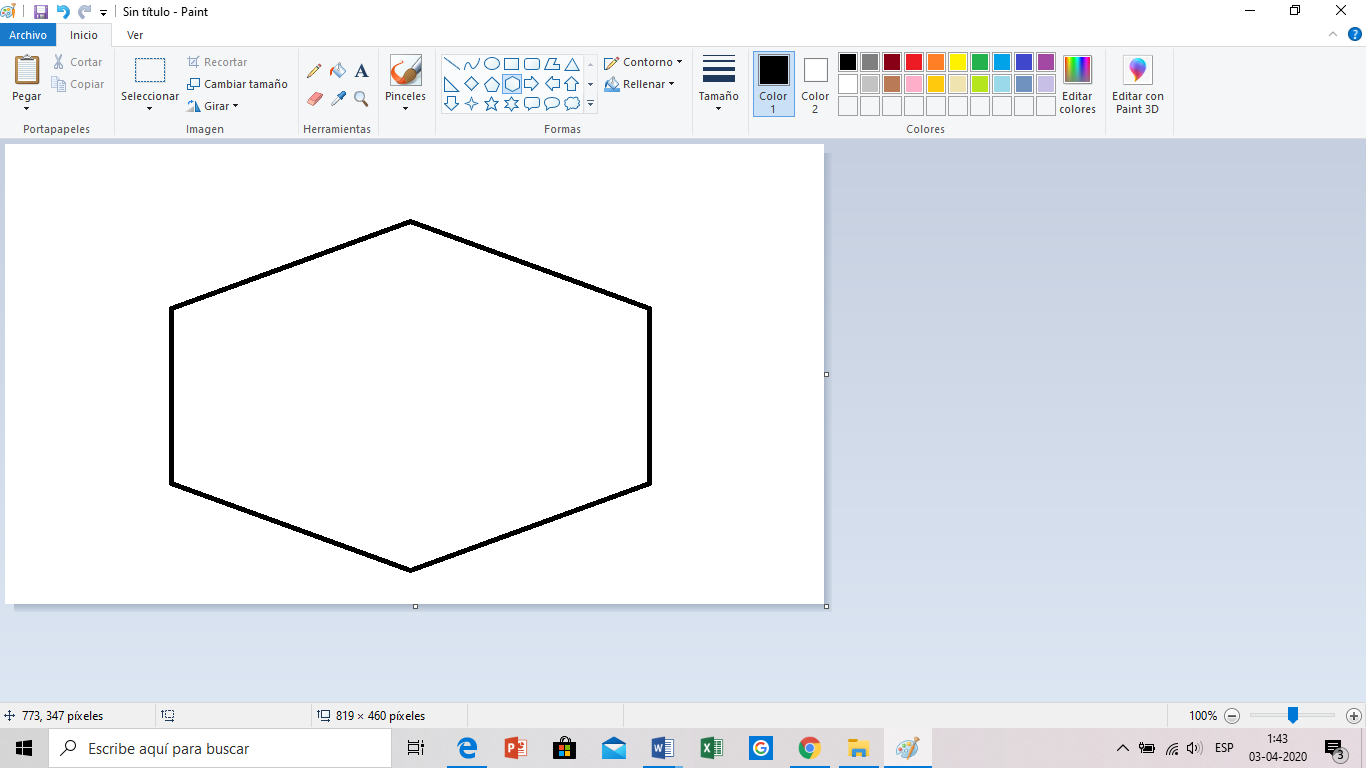 Sin título - Paint
Archivo Inicio Ver
Pegar
Cortar
Copiar
Portapapeles
Seleccionar
Recortar
Cambiar tamaño
Girar
Imagen
A
Herramientas
Pinceles
Contorno
Rellenar
Formas
Tamaño
Color
1
Color
2
Editar
colores
Colores
Editar con
Paint 3D
773, 347 píxeles
819 × 460 píxeles
100%
Escribe aquí para buscar
ESP
1:43
03-04-2020
3